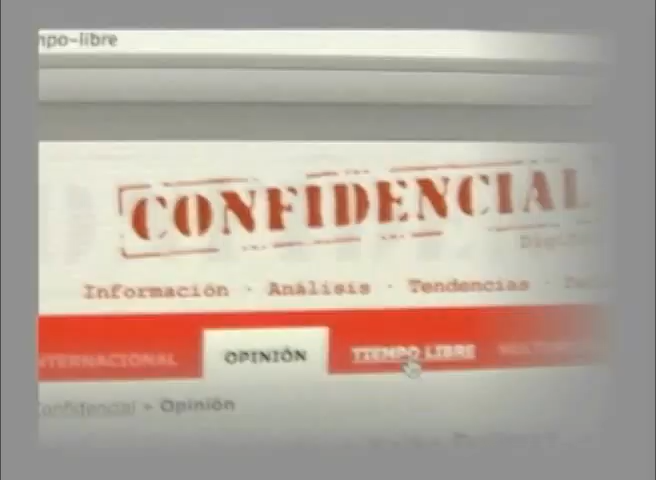 mpo-libre
CONFIDENCIAL
Información · Análisis · Tendencias ·
INTERNACIONAL OPINIÓN TIEMPO LIBRE
Confidencial » Opinión